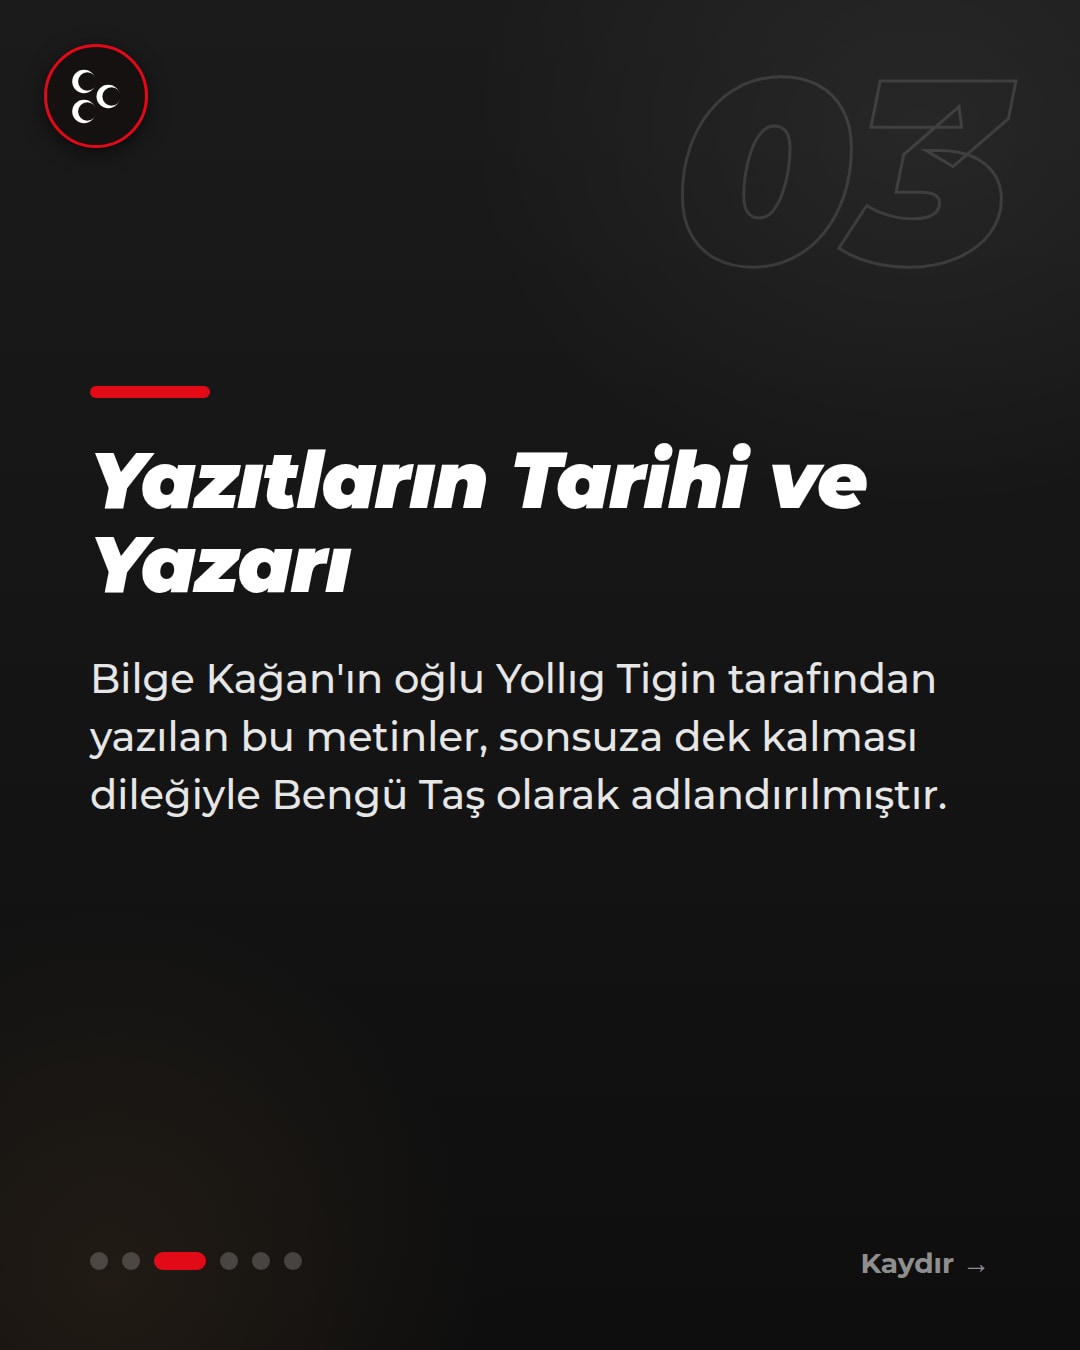 03
Yazıtların Tarihi ve
Yazarı
Bilge Kağan'ın oğlu Yollıg Tigin tarafından
yazılan bu metinler, sonsuza dek kalması
dileğiyle Bengü Taş olarak adlandırılmıştır.
Kaydır →